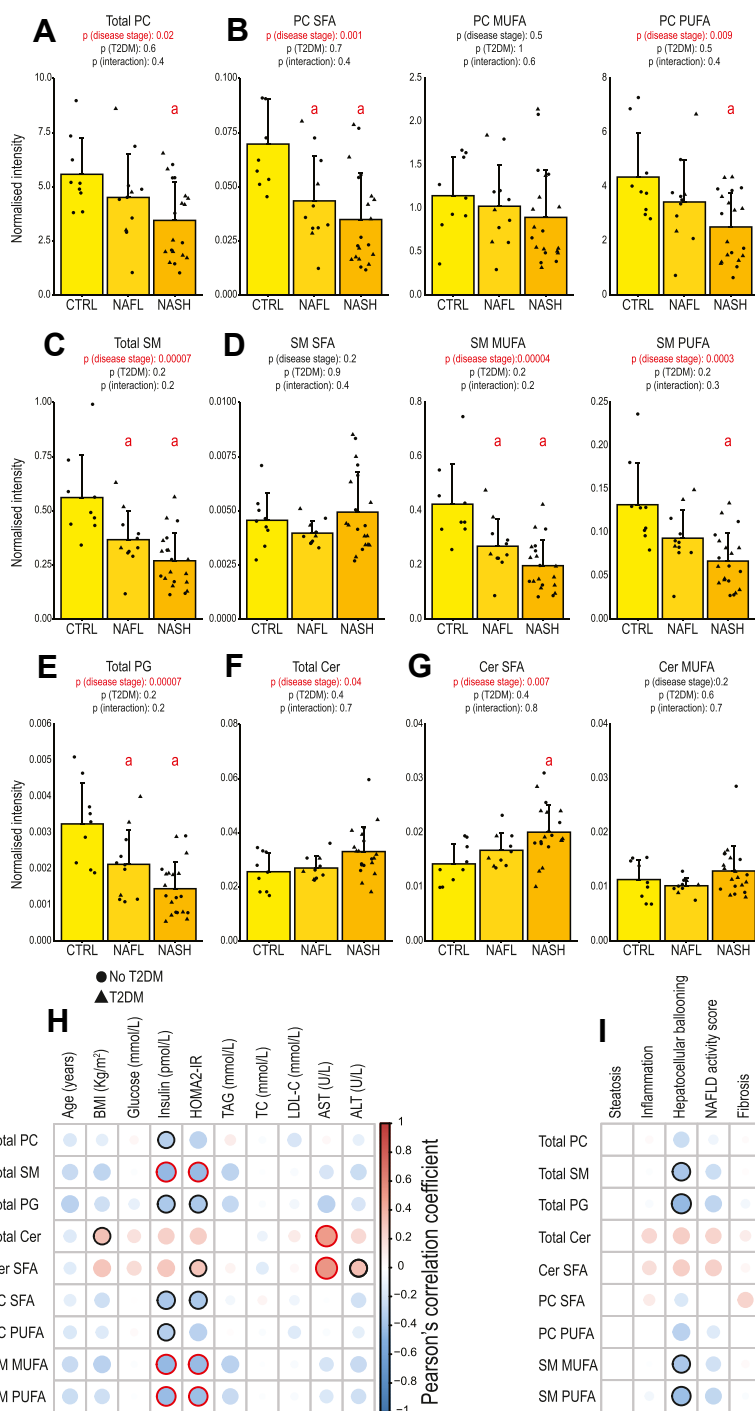 A
Total PC
p (disease stage): 0.02
p (T2DM): 0.6
p (interaction): 0.4
Normalised intensity
10.0
7.5
5.0
2.5
0.0
a
CTRL NAFL NASH
B
PC SFA
p (disease stage): 0.001
p (T2DM): 0.7
p (interaction): 0.4
0.100
0.075
0.050
0.025
0.000
a a
CTRL NAFL NASH
PC MUFA
p (disease stage): 0.5
p (T2DM): 1
p (interaction): 0.6
2.5
2.0
1.5
1.0
0.5
0.0
CTRL NAFL NASH
PC PUFA
p (disease stage): 0.009
p (T2DM): 0.5
p (interaction): 0.4
8
6
4
2
0
a
CTRL NAFL NASH
C
Total SM
p (disease stage): 0.00007
p (T2DM): 0.2
p (interaction): 0.2
Normalised intensity
1.00
0.75
0.50
0.25
0.00
a a
CTRL NAFL NASH
D
SM SFA
p (disease stage): 0.2
p (T2DM): 0.9
p (interaction): 0.4
0.0100
0.0075
0.0050
0.0025
0.0000
CTRL NAFL NASH
SM MUFA
p (disease stage):0.00004
p (T2DM): 0.2
p (interaction): 0.2
0.8
0.6
0.4
0.2
0.0
a a
CTRL NAFL NASH
SM PUFA
p (disease stage): 0.0003
p (T2DM): 0.2
p (interaction): 0.3
0.25
0.20
0.15
0.10
0.05
0.00
a
CTRL NAFL NASH
E
Total PG
p (disease stage): 0.00007
p (T2DM): 0.2
p (interaction): 0.2
Normalised intensity
0.006
0.005
0.004
0.003
0.002
0.001
0.000
a a
CTRL NAFL NASH
F
Total Cer
p (disease stage): 0.04
p (T2DM): 0.4
p (interaction): 0.7
0.08
0.06
0.04
0.02
0.00
CTRL NAFL NASH
G
Cer SFA
p (disease stage): 0.007
p (T2DM): 0.4
p (interaction): 0.8
0.04
0.03
0.02
0.01
0.00
a
CTRL NAFL NASH
Cer MUFA
p (disease stage):0.2
p (T2DM): 0.6
p (interaction): 0.7
0.04
0.03
0.02
0.01
0.00
CTRL NAFL NASH
No T2DM
T2DM
H
Age (years)
BMI (Kg/m²)
Glucose (mmol/L)
Insulin (pmol/L)
HOMA2-IR
TAG (mmol/L)
TC (mmol/L)
LDL-C (mmol/L)
AST (U/L)
ALT (U/L)
otal PC
otal SM
otal PG
otal Cer
er SFA
C SFA
C PUFA
M MUFA
M PUFA
1
0.8
0.6
0.4
0.2
0
−0.2
−0.4
−0.6
−0.8
−1
Pearson's correlation coefficient
I
Steatosis
Inflammation
Hepatocellular ballooning
NAFLD activity score
Fibrosis
Total PC
Total SM
Total PG
Total Cer
Cer SFA
PC SFA
PC PUFA
SM MUFA
SM PUFA